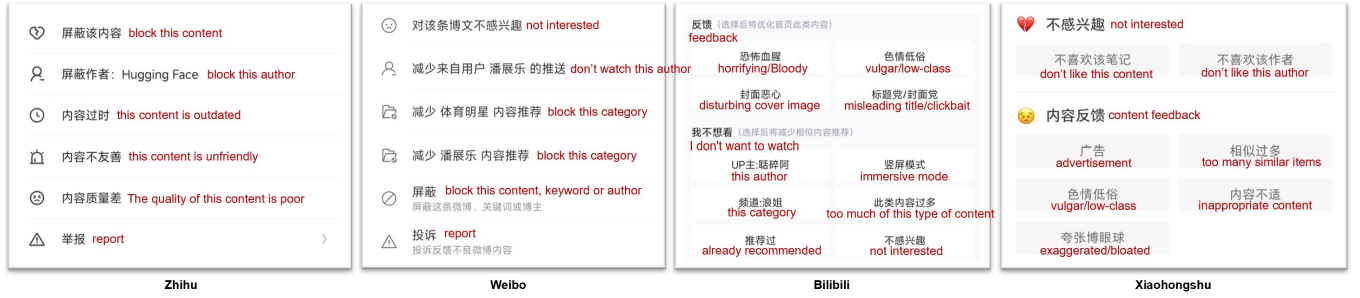 屏蔽该内容 block this content
屏蔽作者：Hugging Face block this author
内容过时 this content is outdated
内容不友善 this content is unfriendly
内容质量差 The quality of this content is poor
举报 report
Zhihu
对该条博文不感兴趣 not interested
减少来自用户 潘展乐 的推送 don't watch this author
减少 体育明星 内容推荐 block this category
减少 潘展乐 内容推荐 block this category
屏蔽 block this content, keyword or author
屏蔽这条微博、关键词或博主
投诉 report
投诉反馈不良微博内容
Weibo
反馈（选择后将优化首页此类内容）
feedback
恐怖血腥 色情低俗
horrifying/Bloody vulgar/low-class
封面恶心 标题党/封面党
disturbing cover image misleading title/clickbait
我不想看（选择后将减少相似内容推荐）
I don't want to watch
UP主:聒碎阿 竖屏模式
this author immersive mode
频道:浪姐 此类内容过多
this category too much of this type of content
推荐过 不感兴趣
already recommended not interested
Bilibili
不感兴趣 not interested
不喜欢该笔记 不喜欢该作者
don't like this content don't like this author
内容反馈 content feedback
广告 相似过多
advertisement too many similar items
色情低俗 内容不适
vulgar/low-class inappropriate content
夸张博眼球
exaggerated/bloated
Xiaohongshu